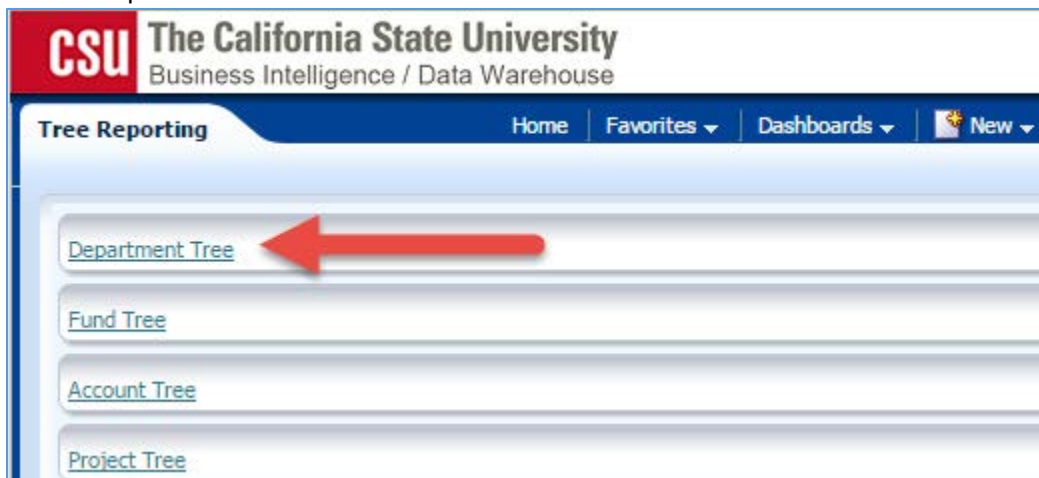 CSU The California State University
Business Intelligence / Data Warehouse
Tree Reporting Home Favorites Dashboards New
Department Tree
Fund Tree
Account Tree
Project Tree